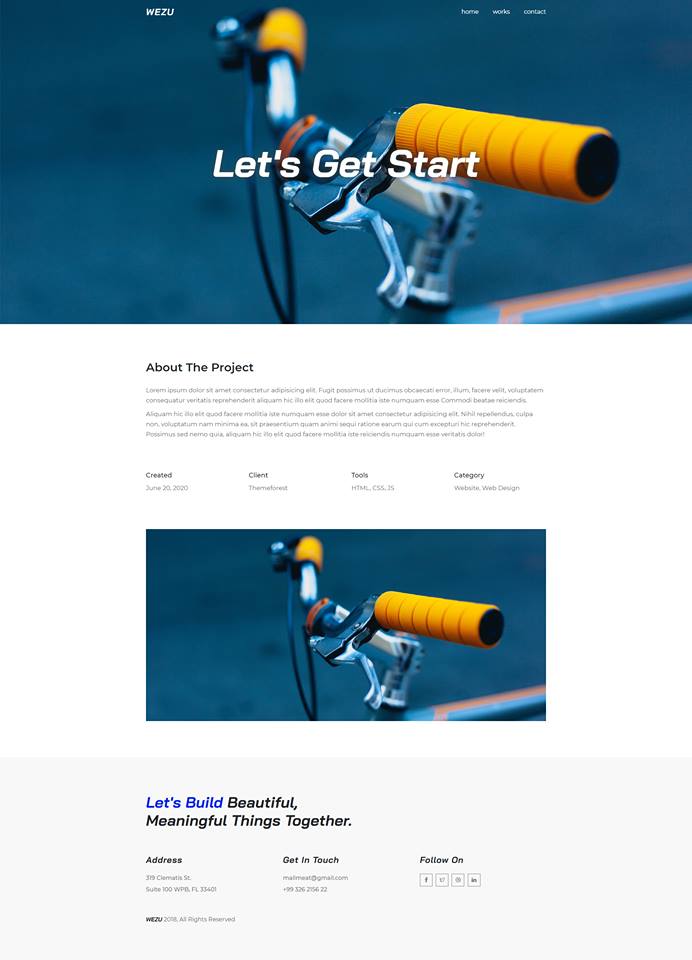 WEZU
home works contact
Let's Get Start
About The Project
Lorem ipsum dolor sit amet consectetur adipisicing elit. Fugit possimus ut ducimus obcaecati error, illum, facere velit, voluptatem
consequatur veritatis reprehenderit aliquam hic illo elit quod facere mollitia iste numquam esse Commodi beatae reiciendis.
Aliquam hic illo elit quod facere mollitia iste numquam esse dolor sit amet consectetur adipisicing elit. Nihil repellendus, culpa
non, voluptatum nam minima ea, sit praesentium quam animi sequi ratione earum qui cum excepturi hic reprehenderit.
Possimus sed nemo quia, aliquam hic illo elit quod facere mollitia iste reiciendis numquam esse veritatis dolor!
Created Client Tools Category
June 20, 2020 Themeforest HTML, CSS, JS Website, Web Design
Let's Build Beautiful,
Meaningful Things Together.
Address Get In Touch Follow On
319 Clematis St. mailmeat@gmail.com
Suite 100 WPB, FL 33401 +99 326 2156 22
WEZU 2018, All Rights Reserved